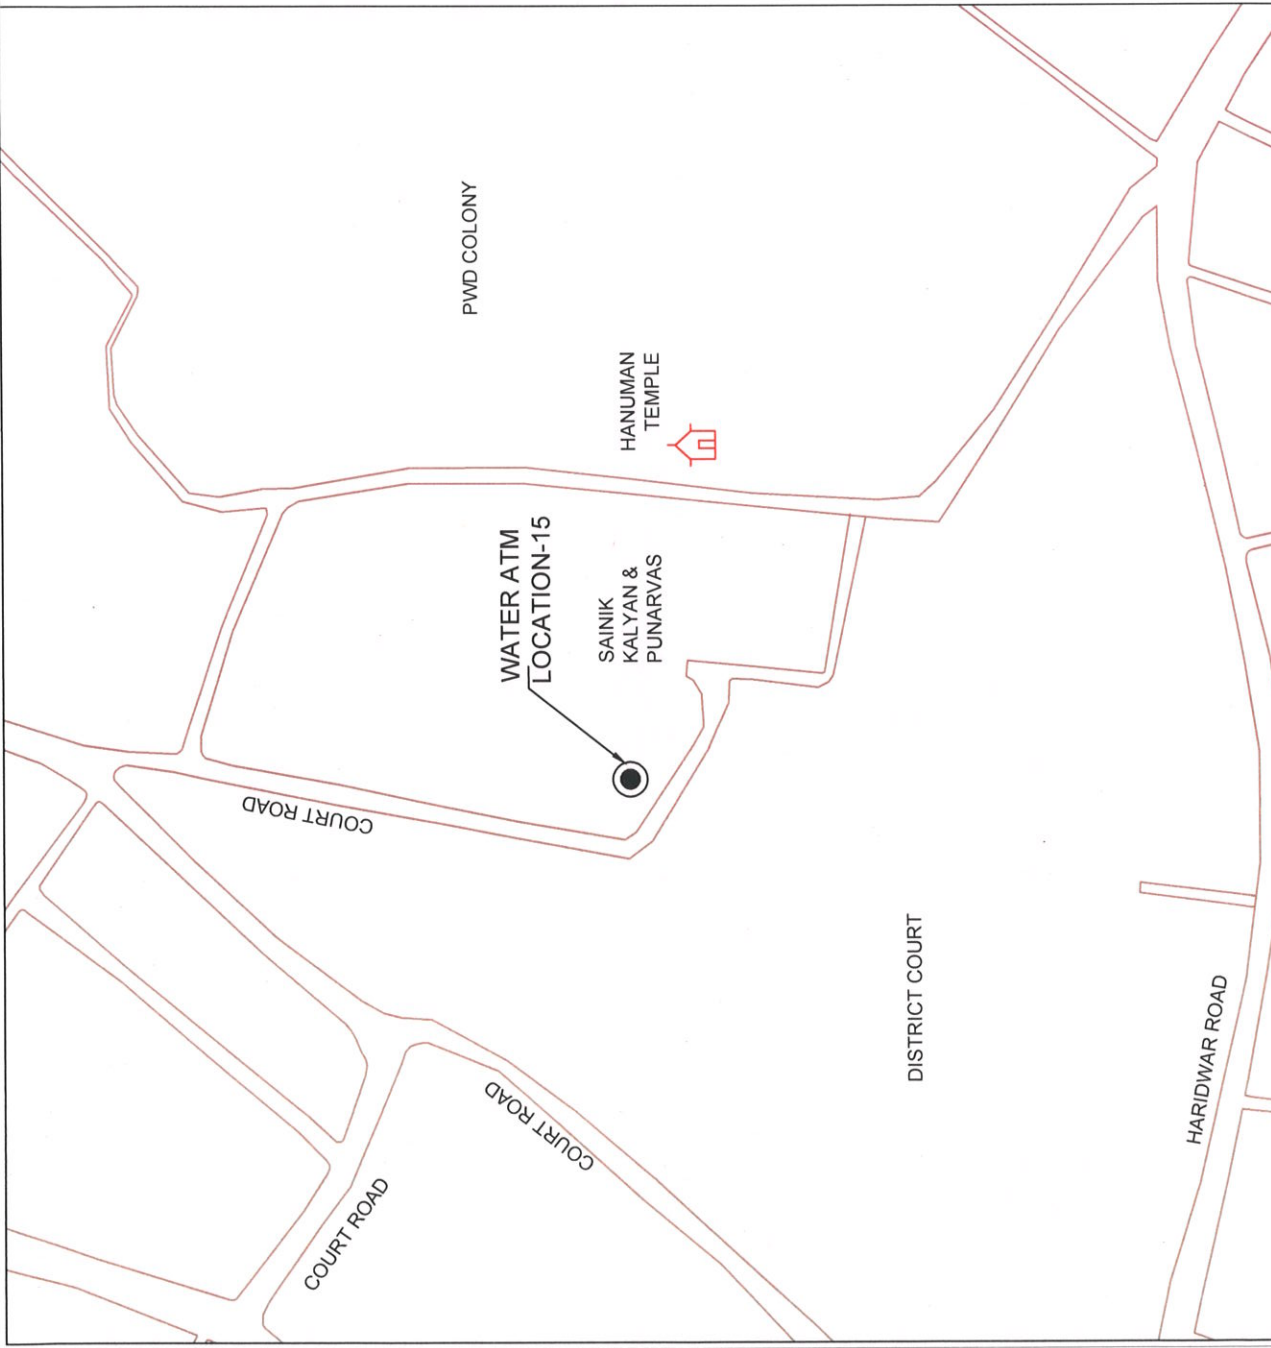 PWD COLONY
HANUMAN
TEMPLE
WATER ATM
LOCATION-15
SAINIK
KALYAN &
PUNARVAS
COURT ROAD
COURT ROAD
COURT ROAD
DISTRICT COURT
HARIDWAR ROAD